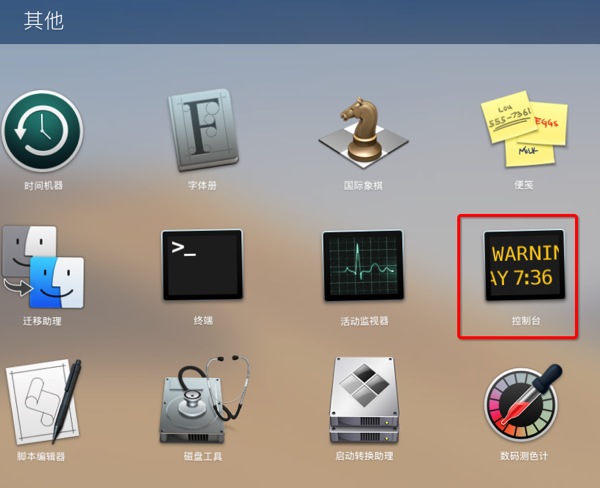 其他
时间机器
字体册
国际象棋
LOU
555-7361
EGGS
MILK
便笺
迁移助理
>_
终端
活动监视器
WARNIN
AY 7:36
控制台
脚本编辑器
磁盘工具
启动转换助理
数码测色计